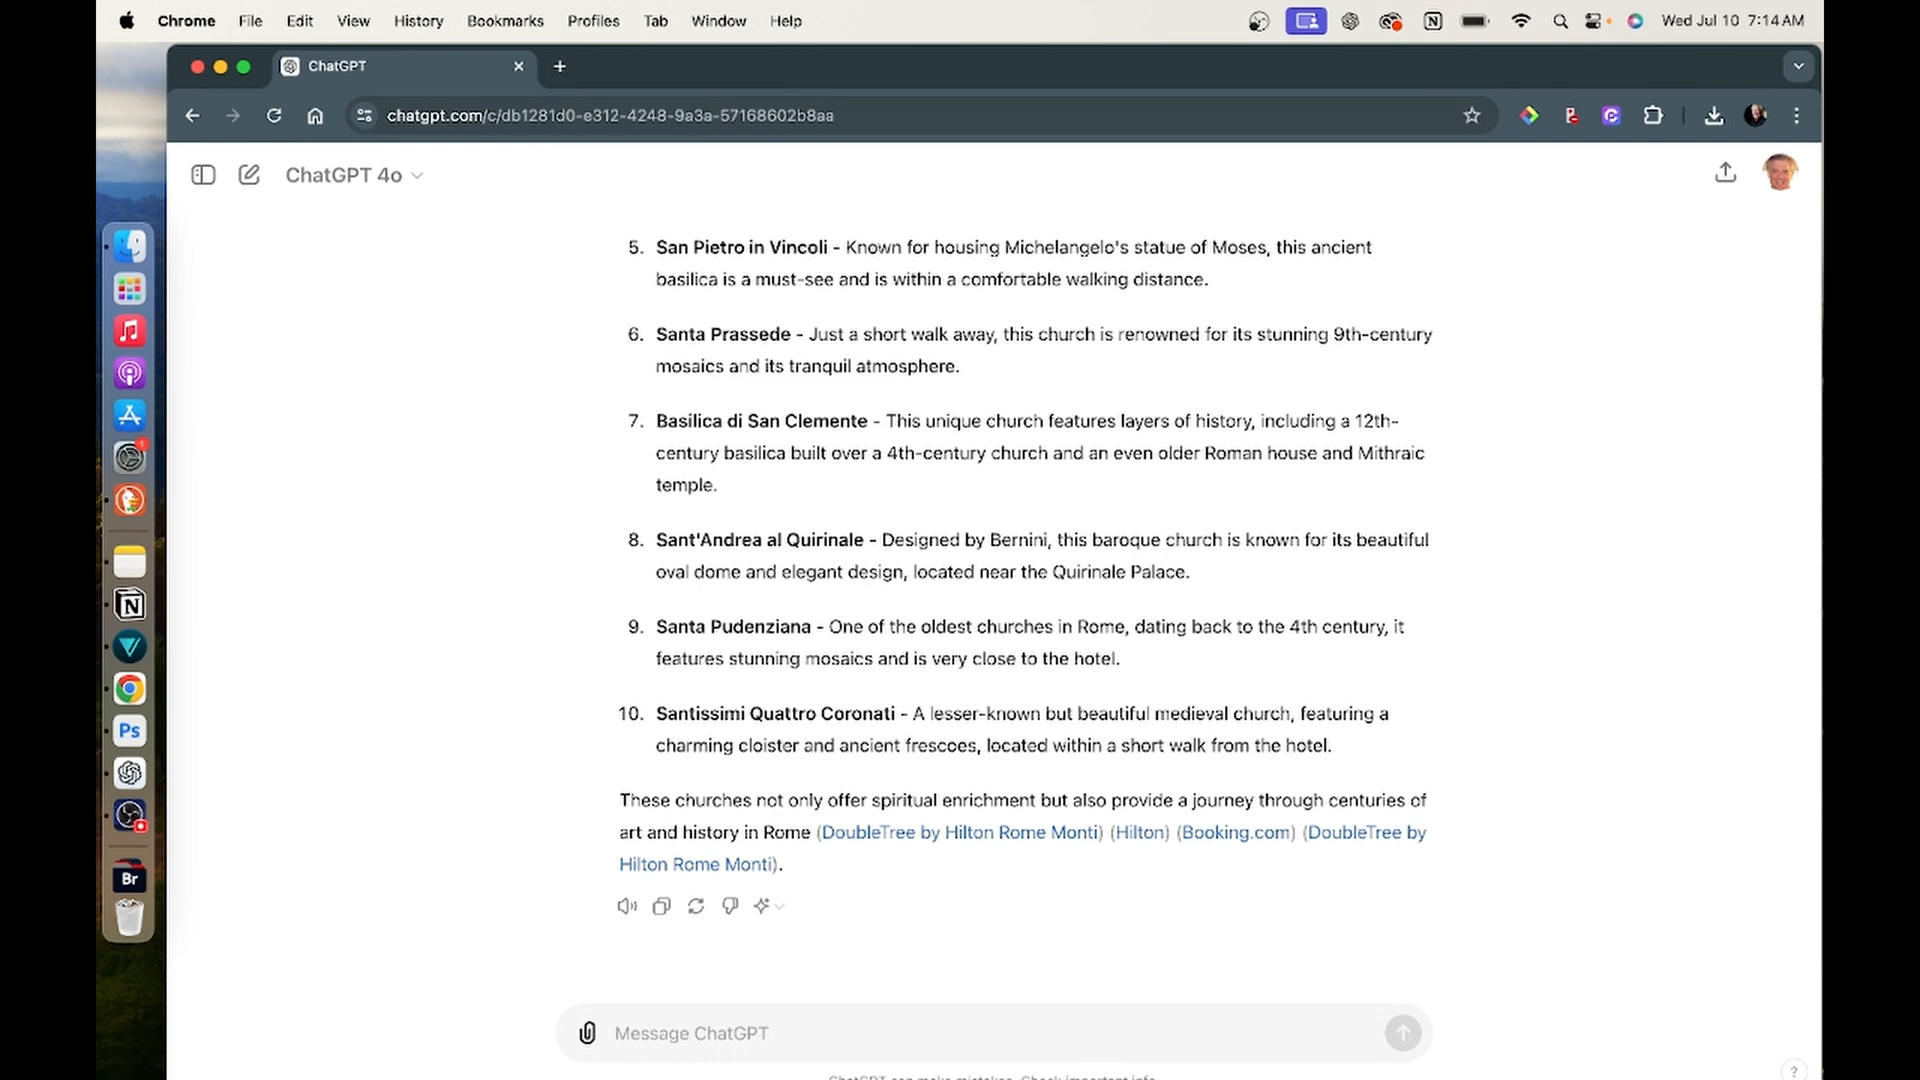 Chrome File Edit View History Bookmarks Profiles Tab Window Help Wed Jul 10 7:14 AM
ChatGPT
chatgpt.com/c/db1281d0-e312-4248-9a3a-57168602b8aa
ChatGPT 4o
5. San Pietro in Vincoli - Known for housing Michelangelo's statue of Moses, this ancient
basilica is a must-see and is within a comfortable walking distance.
6. Santa Prassede - Just a short walk away, this church is renowned for its stunning 9th-century
mosaics and its tranquil atmosphere.
7. Basilica di San Clemente - This unique church features layers of history, including a 12th-
century basilica built over a 4th-century church and an even older Roman house and Mithraic
temple.
8. Sant'Andrea al Quirinale - Designed by Bernini, this baroque church is known for its beautiful
oval dome and elegant design, located near the Quirinale Palace.
9. Santa Pudenziana - One of the oldest churches in Rome, dating back to the 4th century, it
features stunning mosaics and is very close to the hotel.
10. Santissimi Quattro Coronati - A lesser-known but beautiful medieval church, featuring a
charming cloister and ancient frescoes, located within a short walk from the hotel.
These churches not only offer spiritual enrichment but also provide a journey through centuries of
art and history in Rome (DoubleTree by Hilton Rome Monti) (Hilton) (Booking.com) (DoubleTree by
Hilton Rome Monti).
Message ChatGPT
ChatGPT can make mistakes. Check important info.
?
1
N
Ps
Br